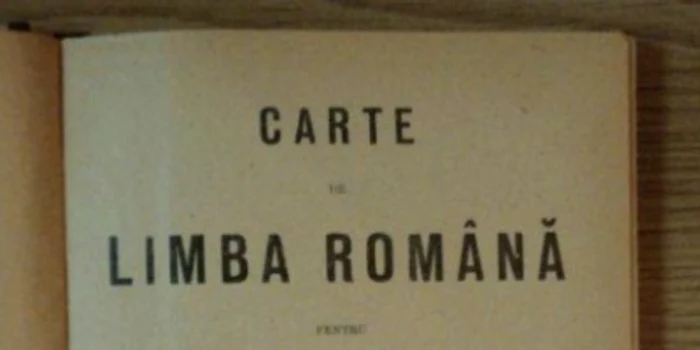 CARTE
DE
LIMBA ROMÂNĂ
PENTRU